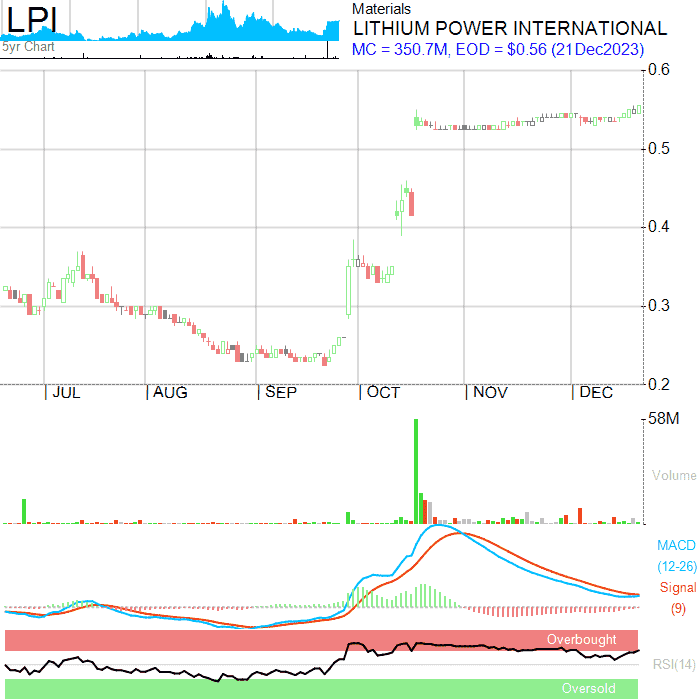 LPI
5yr Chart
Materials
LITHIUM POWER INTERNATIONAL
MC = 350.7M, EOD = $0.56 (21Dec2023)
0.6
0.5
0.4
0.3
0.2
JUL AUG SEP OCT NOV DEC
58M
Volume
MACD
(12-26)
Signal
(9)
Overbought
RSI(14)
Oversold